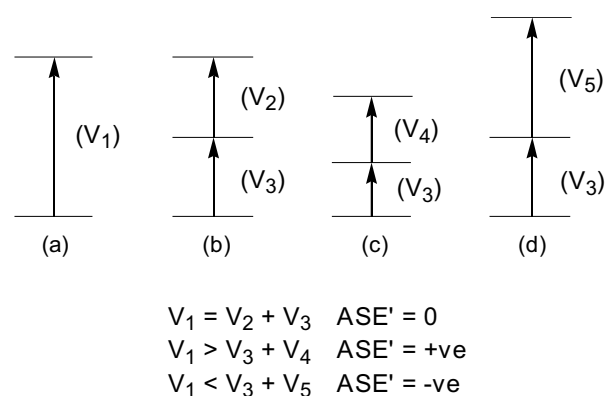 (V₁)
(V₂)
(V₃)
(V₄)
(V₃)
(V₅)
(V₃)
(a)
(b)
(c)
(d)
V₁ = V₂ + V₃ ASE' = 0
V₁ > V₃ + V₄ ASE' = +ve
V₁ < V₃ + V₅ ASE' = -ve